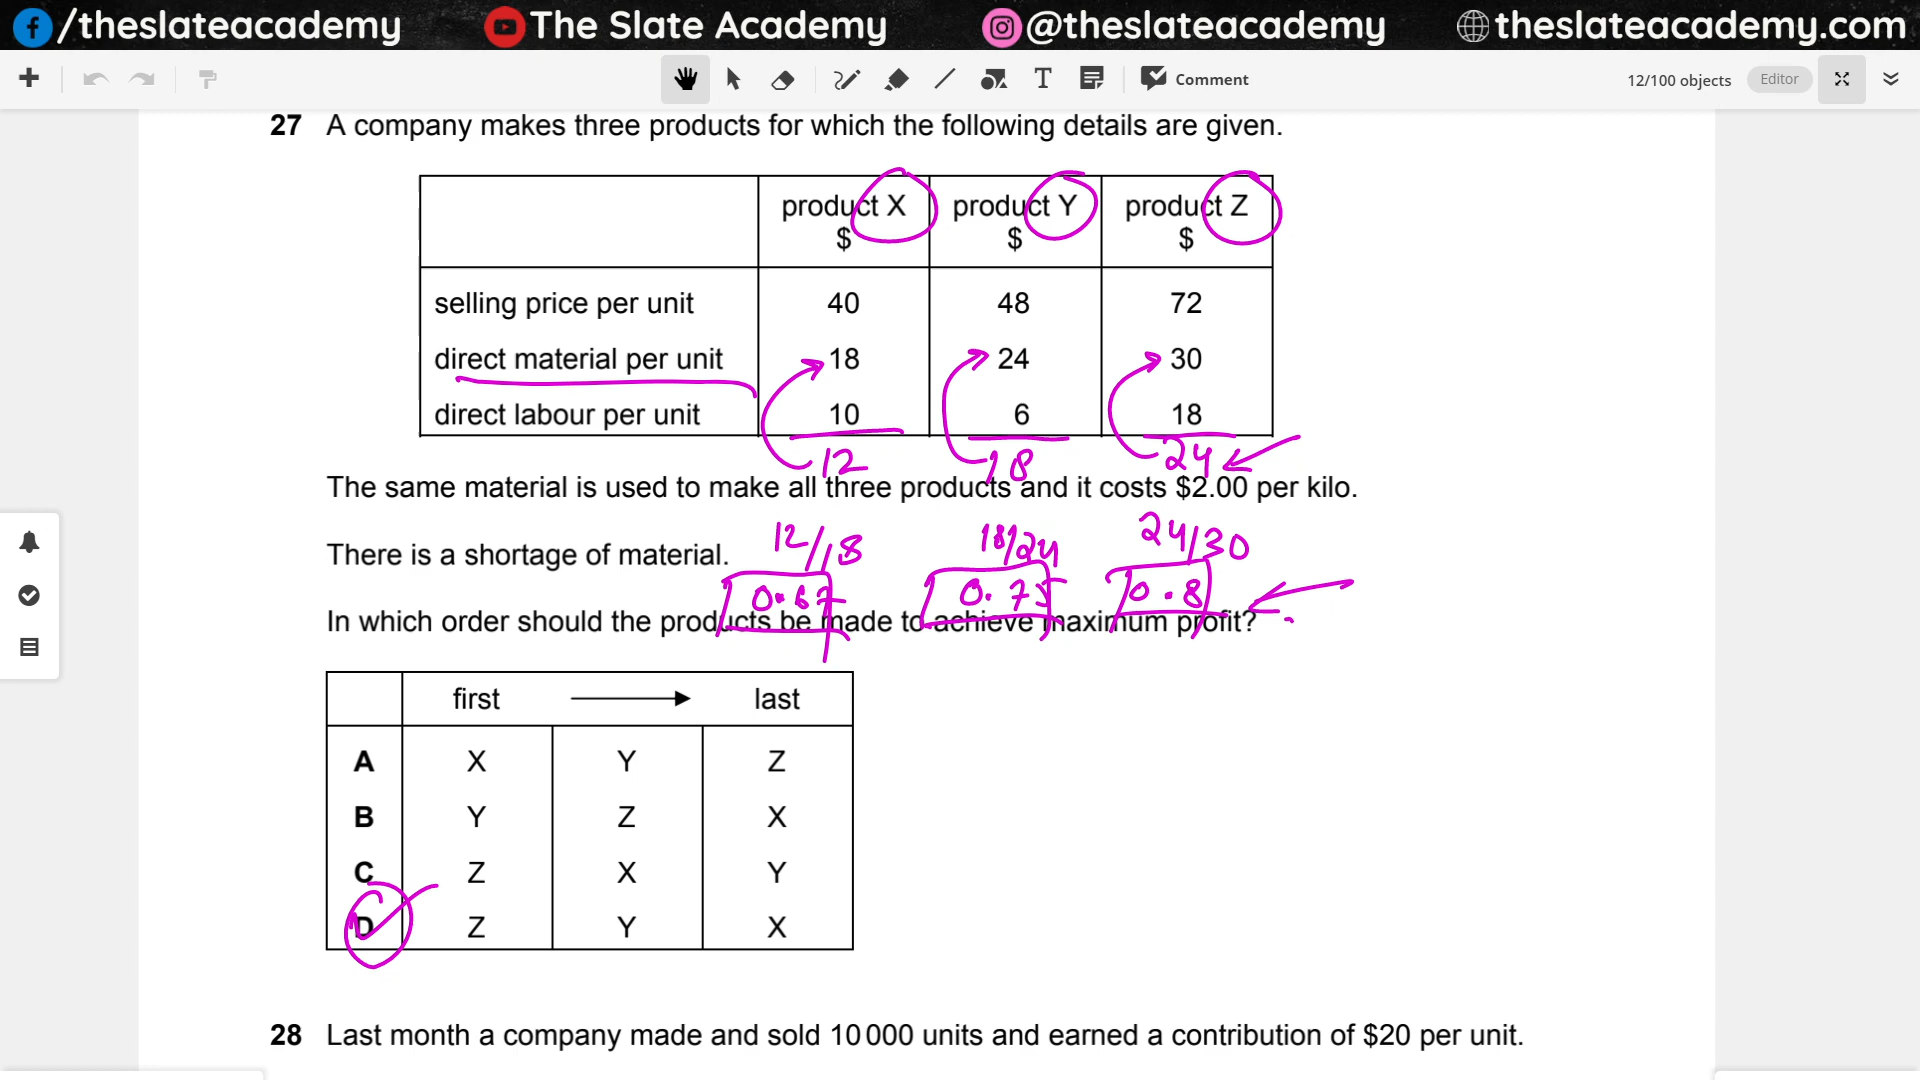 /theslateacademy The Slate Academy @theslateacademy theslateacademy.com
T Comment 12/100 objects Editor
27 A company makes three products for which the following details are given.
product X product Y product Z
$ $ $
selling price per unit 40 48 72
direct material per unit 18 24 30
direct labour per unit 10 6 18
12 18 24
The same material is used to make all three products and it costs $2.00 per kilo.
12/18 18/24 24/30
There is a shortage of material.
0.67 0.75 0.8
In which order should the products be made to achieve maximum profit?
first last
A X Y Z
B Y Z X
C Z X Y
D Z Y X
28 Last month a company made and sold 10 000 units and earned a contribution of $20 per unit.